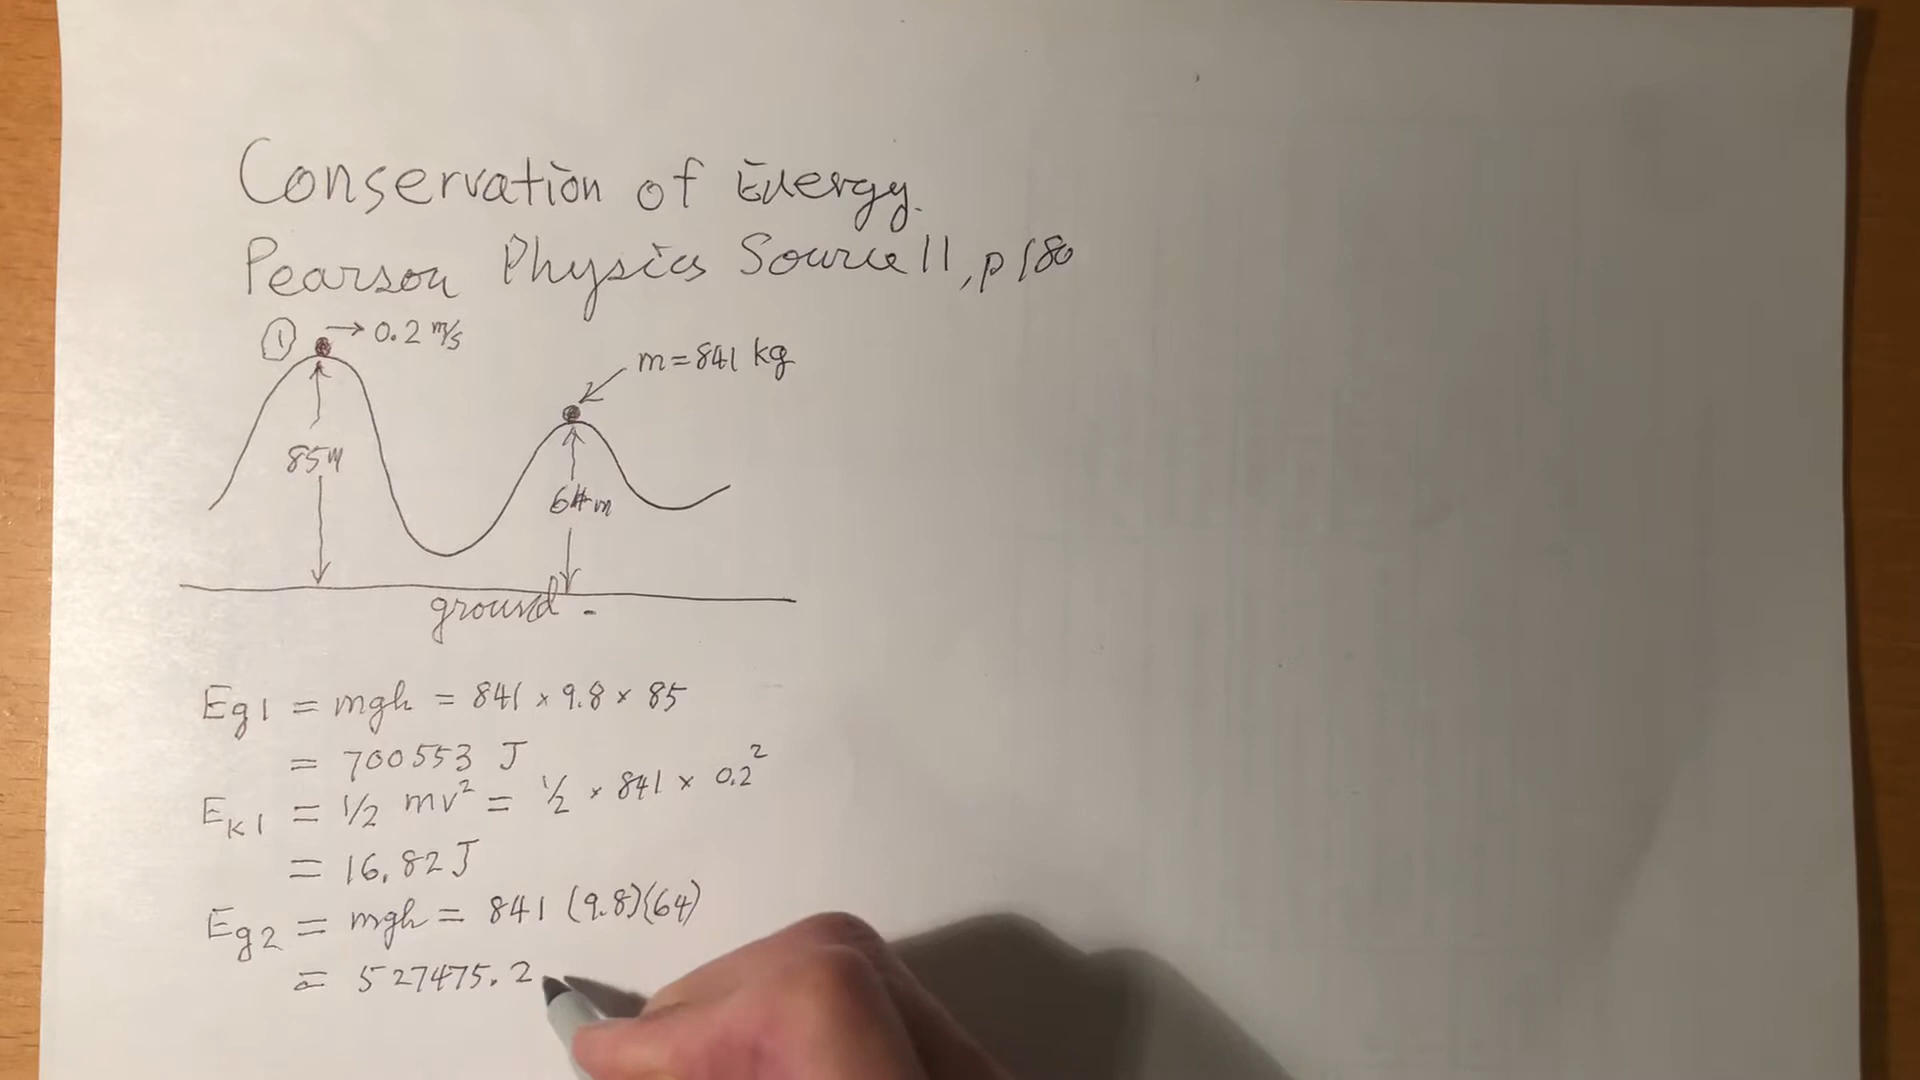 Conservation of Energy.
Pearson Physics Source 11, p180
① → 0.2 m/s
m = 841 kg
85m
64m
ground.
Eg1 = mgh = 841 × 9.8 × 85
= 700553 J
Ek1 = 1/2 mv² = 1/2 × 841 × 0.2²
= 16.82 J
Eg2 = mgh = 841 (9.8)(64)
= 527475.2